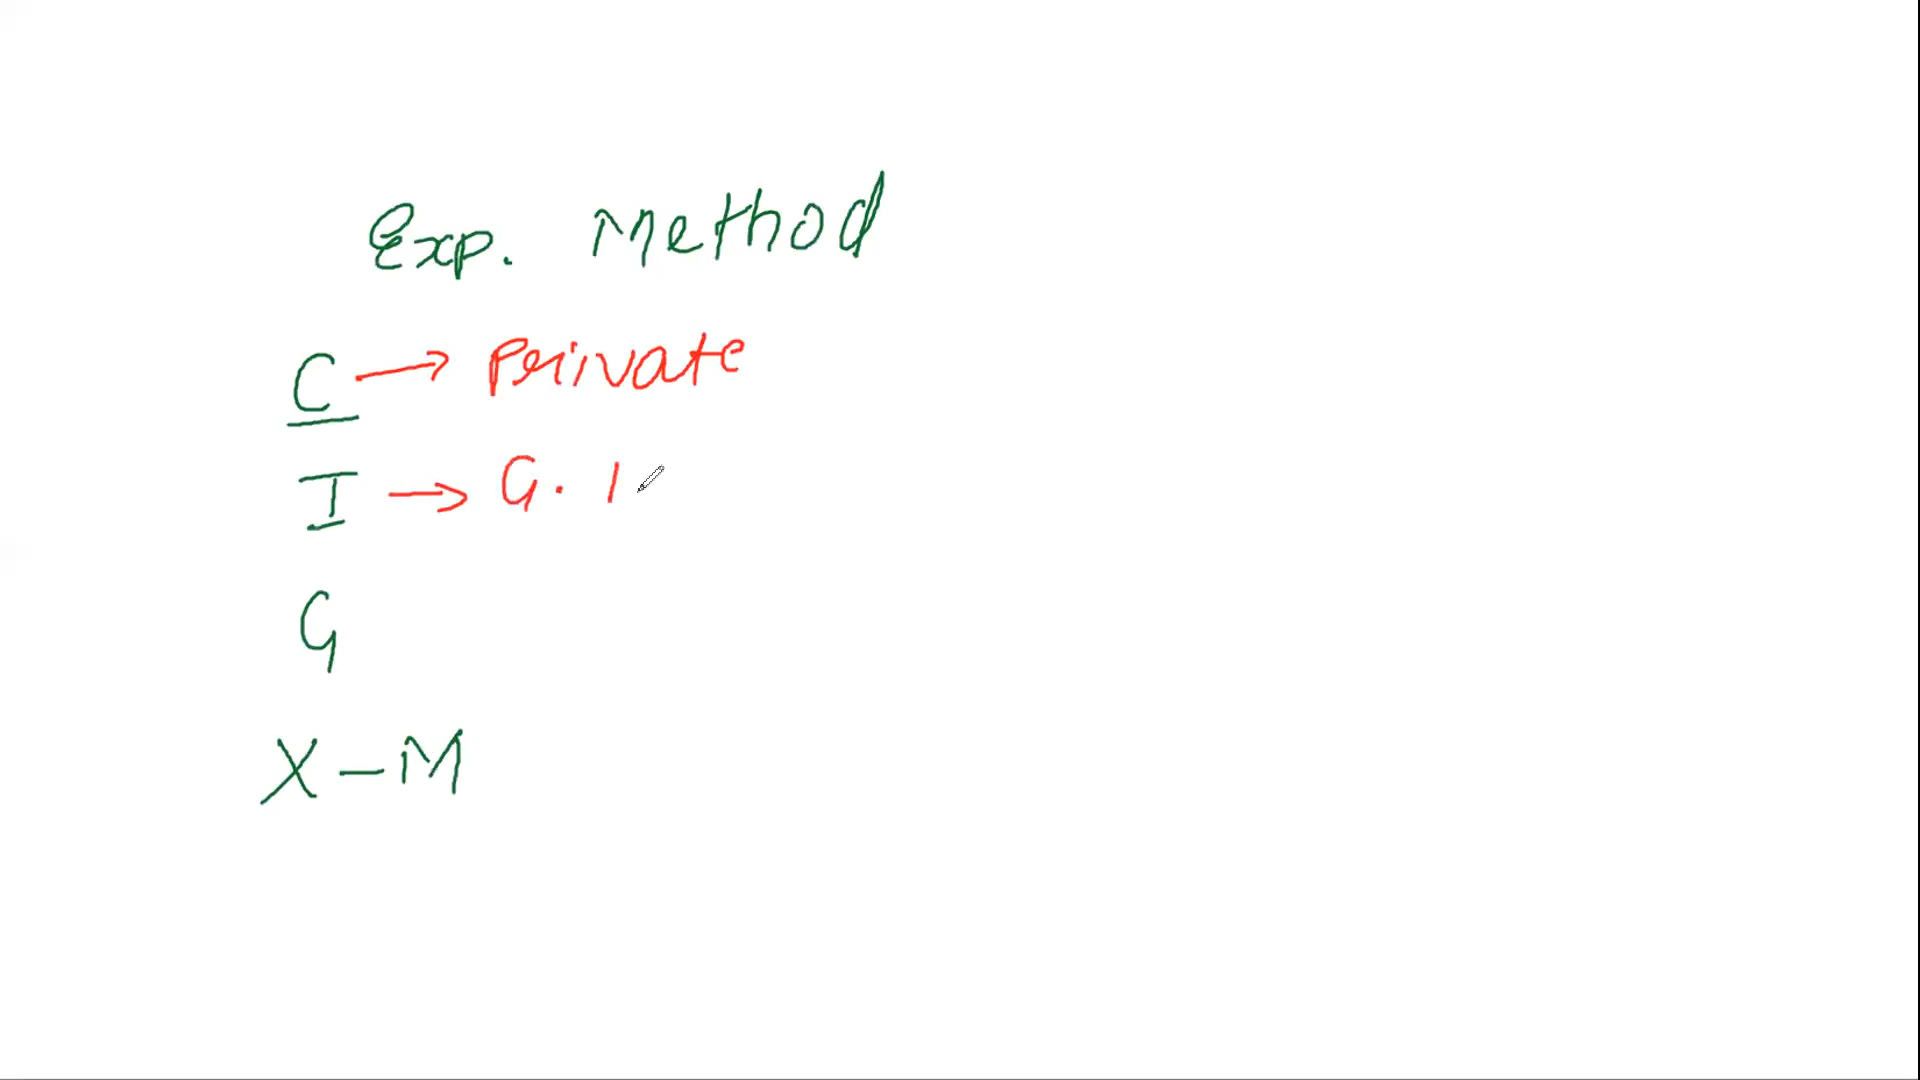 Exp. Method
C → Private
I → G. I
G
X - M